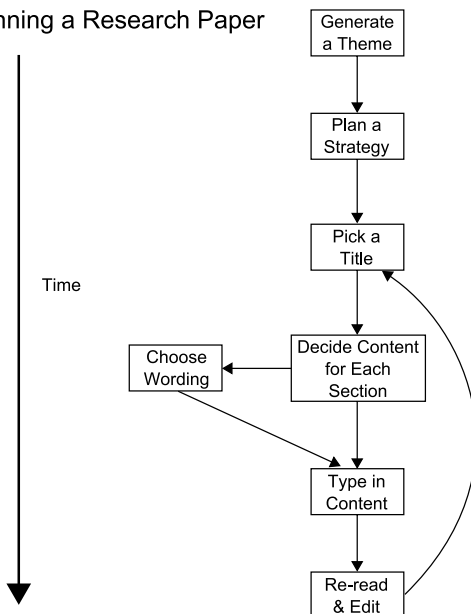 nning a Research Paper
Generate
a Theme
Plan a
Strategy
Pick a
Title
Time
Decide Content
for Each
Section
Choose
Wording
Type in
Content
Re-read
& Edit